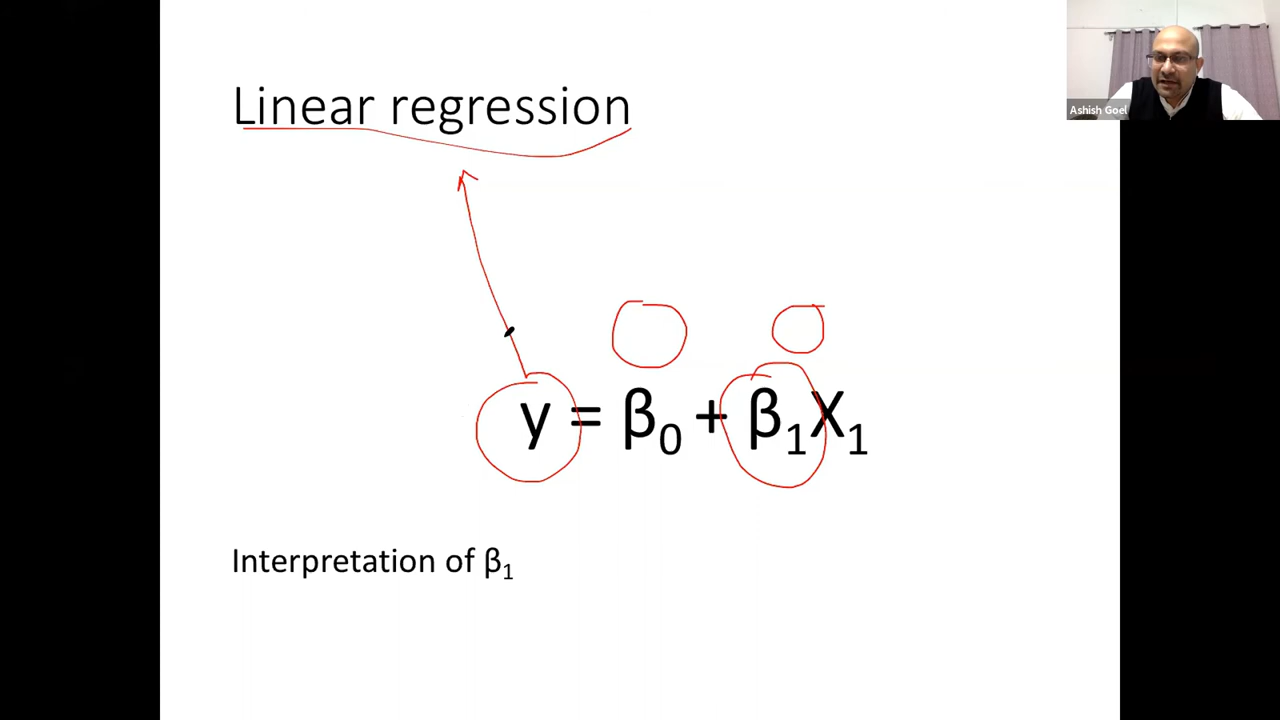 Linear regression
Ashish Goel
y = β₀ + β₁X₁
Interpretation of β₁